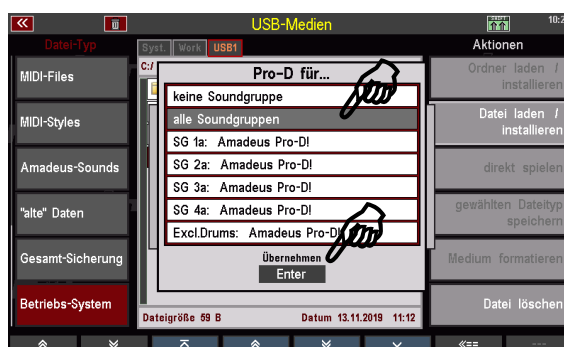 USB-Medien
10:2
Datei-Typ
Syst. Work USB1
Aktionen
C:/
Pro-D für...
MIDI-Files
Ordner laden /
installieren
keine Soundgruppe
alle Soundgruppen
MIDI-Styles
Datei laden /
installieren
SG 1a: Amadeus Pro-D!
SG 2a: Amadeus Pro-D!
Amadeus-Sounds
direkt spielen
SG 3a: Amadeus Pro-D!
SG 4a: Amadeus Pro-D!
"alte" Daten
gewählten Dateityp
speichern
Excl.Drums: Amadeus Pro-D!
Gesamt-Sicherung
Übernehmen
Enter
Medium formatieren
Betriebs-System
Datei löschen
Dateigröße 59 B Datum 13.11.2019 11:12